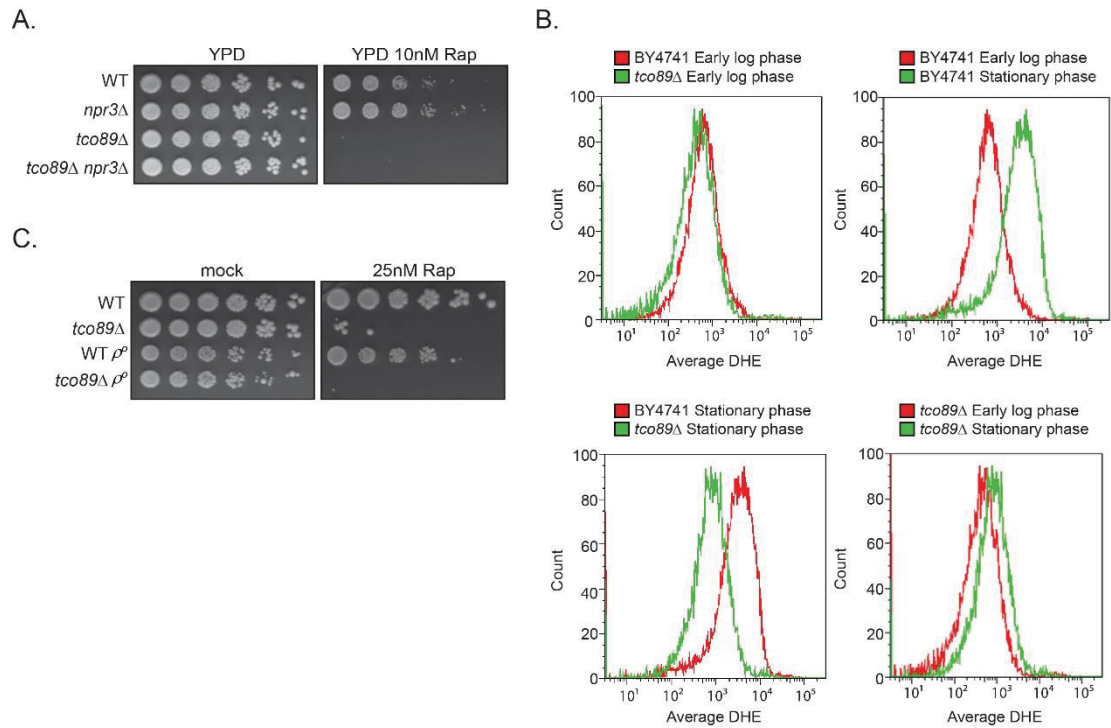 A.
YPD
YPD 10nM Rap
WT
npr3Δ
tco89Δ
tco89Δ npr3Δ
B.
BY4741 Early log phase
tco89Δ Early log phase
100
80
60
40
20
0
Count
10¹ 10² 10³ 10⁴ 10⁵
Average DHE
BY4741 Early log phase
BY4741 Stationary phase
100
80
60
40
20
0
Count
10¹ 10² 10³ 10⁴ 10⁵
Average DHE
C.
mock
25nM Rap
WT
tco89Δ
WT ρ⁰
tco89Δ ρ⁰
BY4741 Stationary phase
tco89Δ Stationary phase
100
80
60
40
20
0
Count
10¹ 10² 10³ 10⁴ 10⁵
Average DHE
tco89Δ Early log phase
tco89Δ Stationary phase
100
80
60
40
20
0
Count
10¹ 10² 10³ 10⁴ 10⁵
Average DHE